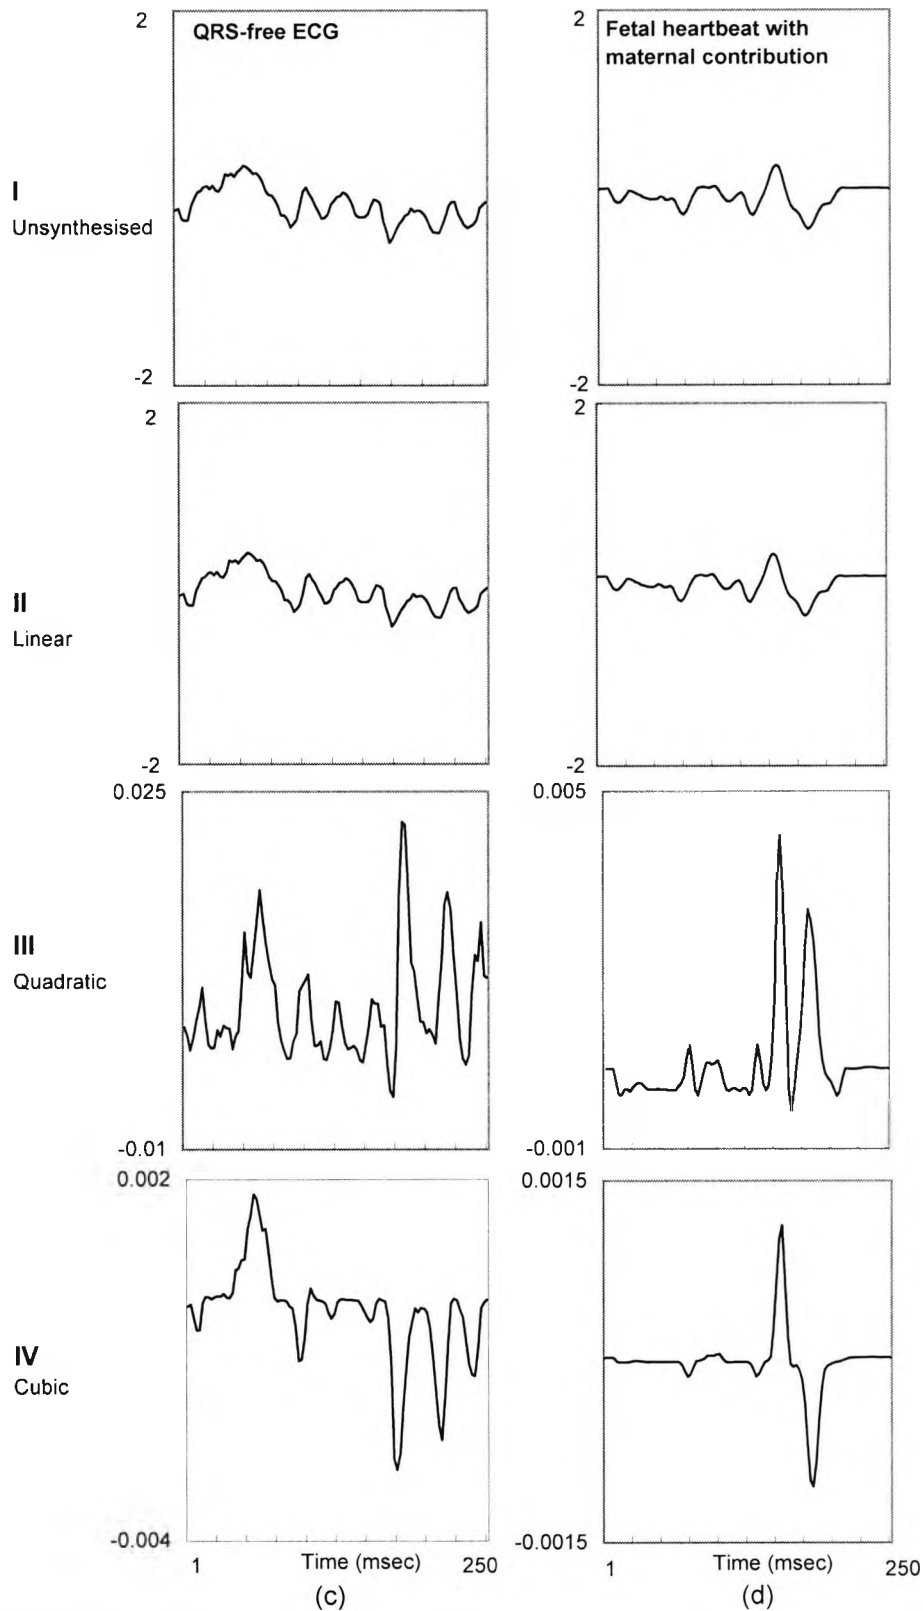 2
QRS-free ECG
2
Fetal heartbeat with
maternal contribution
I
Unsynthesised
-2
-2
2
2
II
Linear
-2
-2
0.025
0.005
III
Quadratic
-0.01
-0.001
0.002
0.0015
IV
Cubic
-0.004
-0.0015
1
Time (msec)
250
1
Time (msec)
250
(c)
(d)